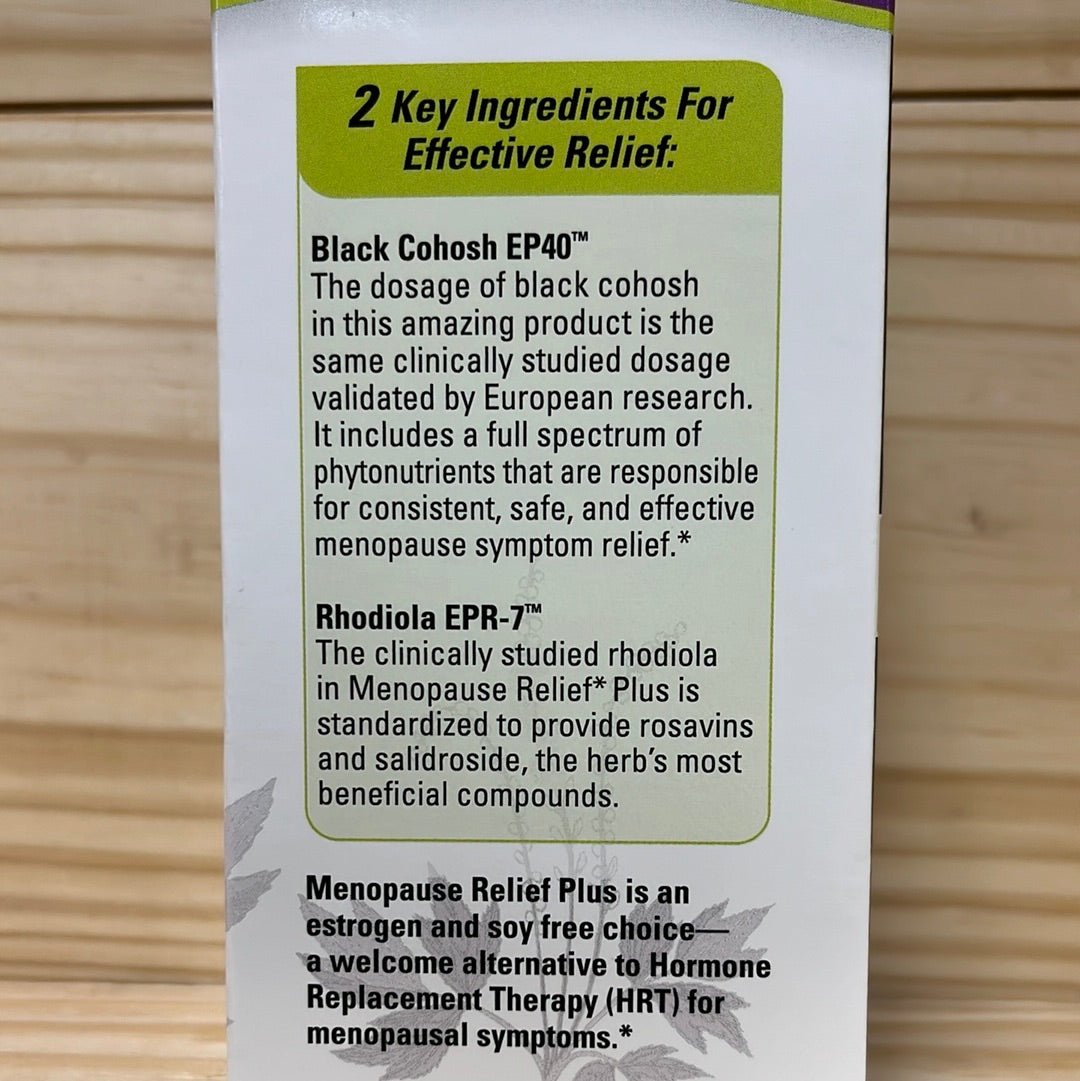 2 Key Ingredients For
Effective Relief:
Black Cohosh EP40™
The dosage of black cohosh
in this amazing product is the
same clinically studied dosage
validated by European research.
It includes a full spectrum of
phytonutrients that are responsible
for consistent, safe, and effective
menopause symptom relief.*
Rhodiola EPR-7™
The clinically studied rhodiola
in Menopause Relief* Plus is
standardized to provide rosavins
and salidroside, the herb's most
beneficial compounds.
Menopause Relief Plus is an
estrogen and soy free choice—
a welcome alternative to Hormone
Replacement Therapy (HRT) for
menopausal symptoms.*